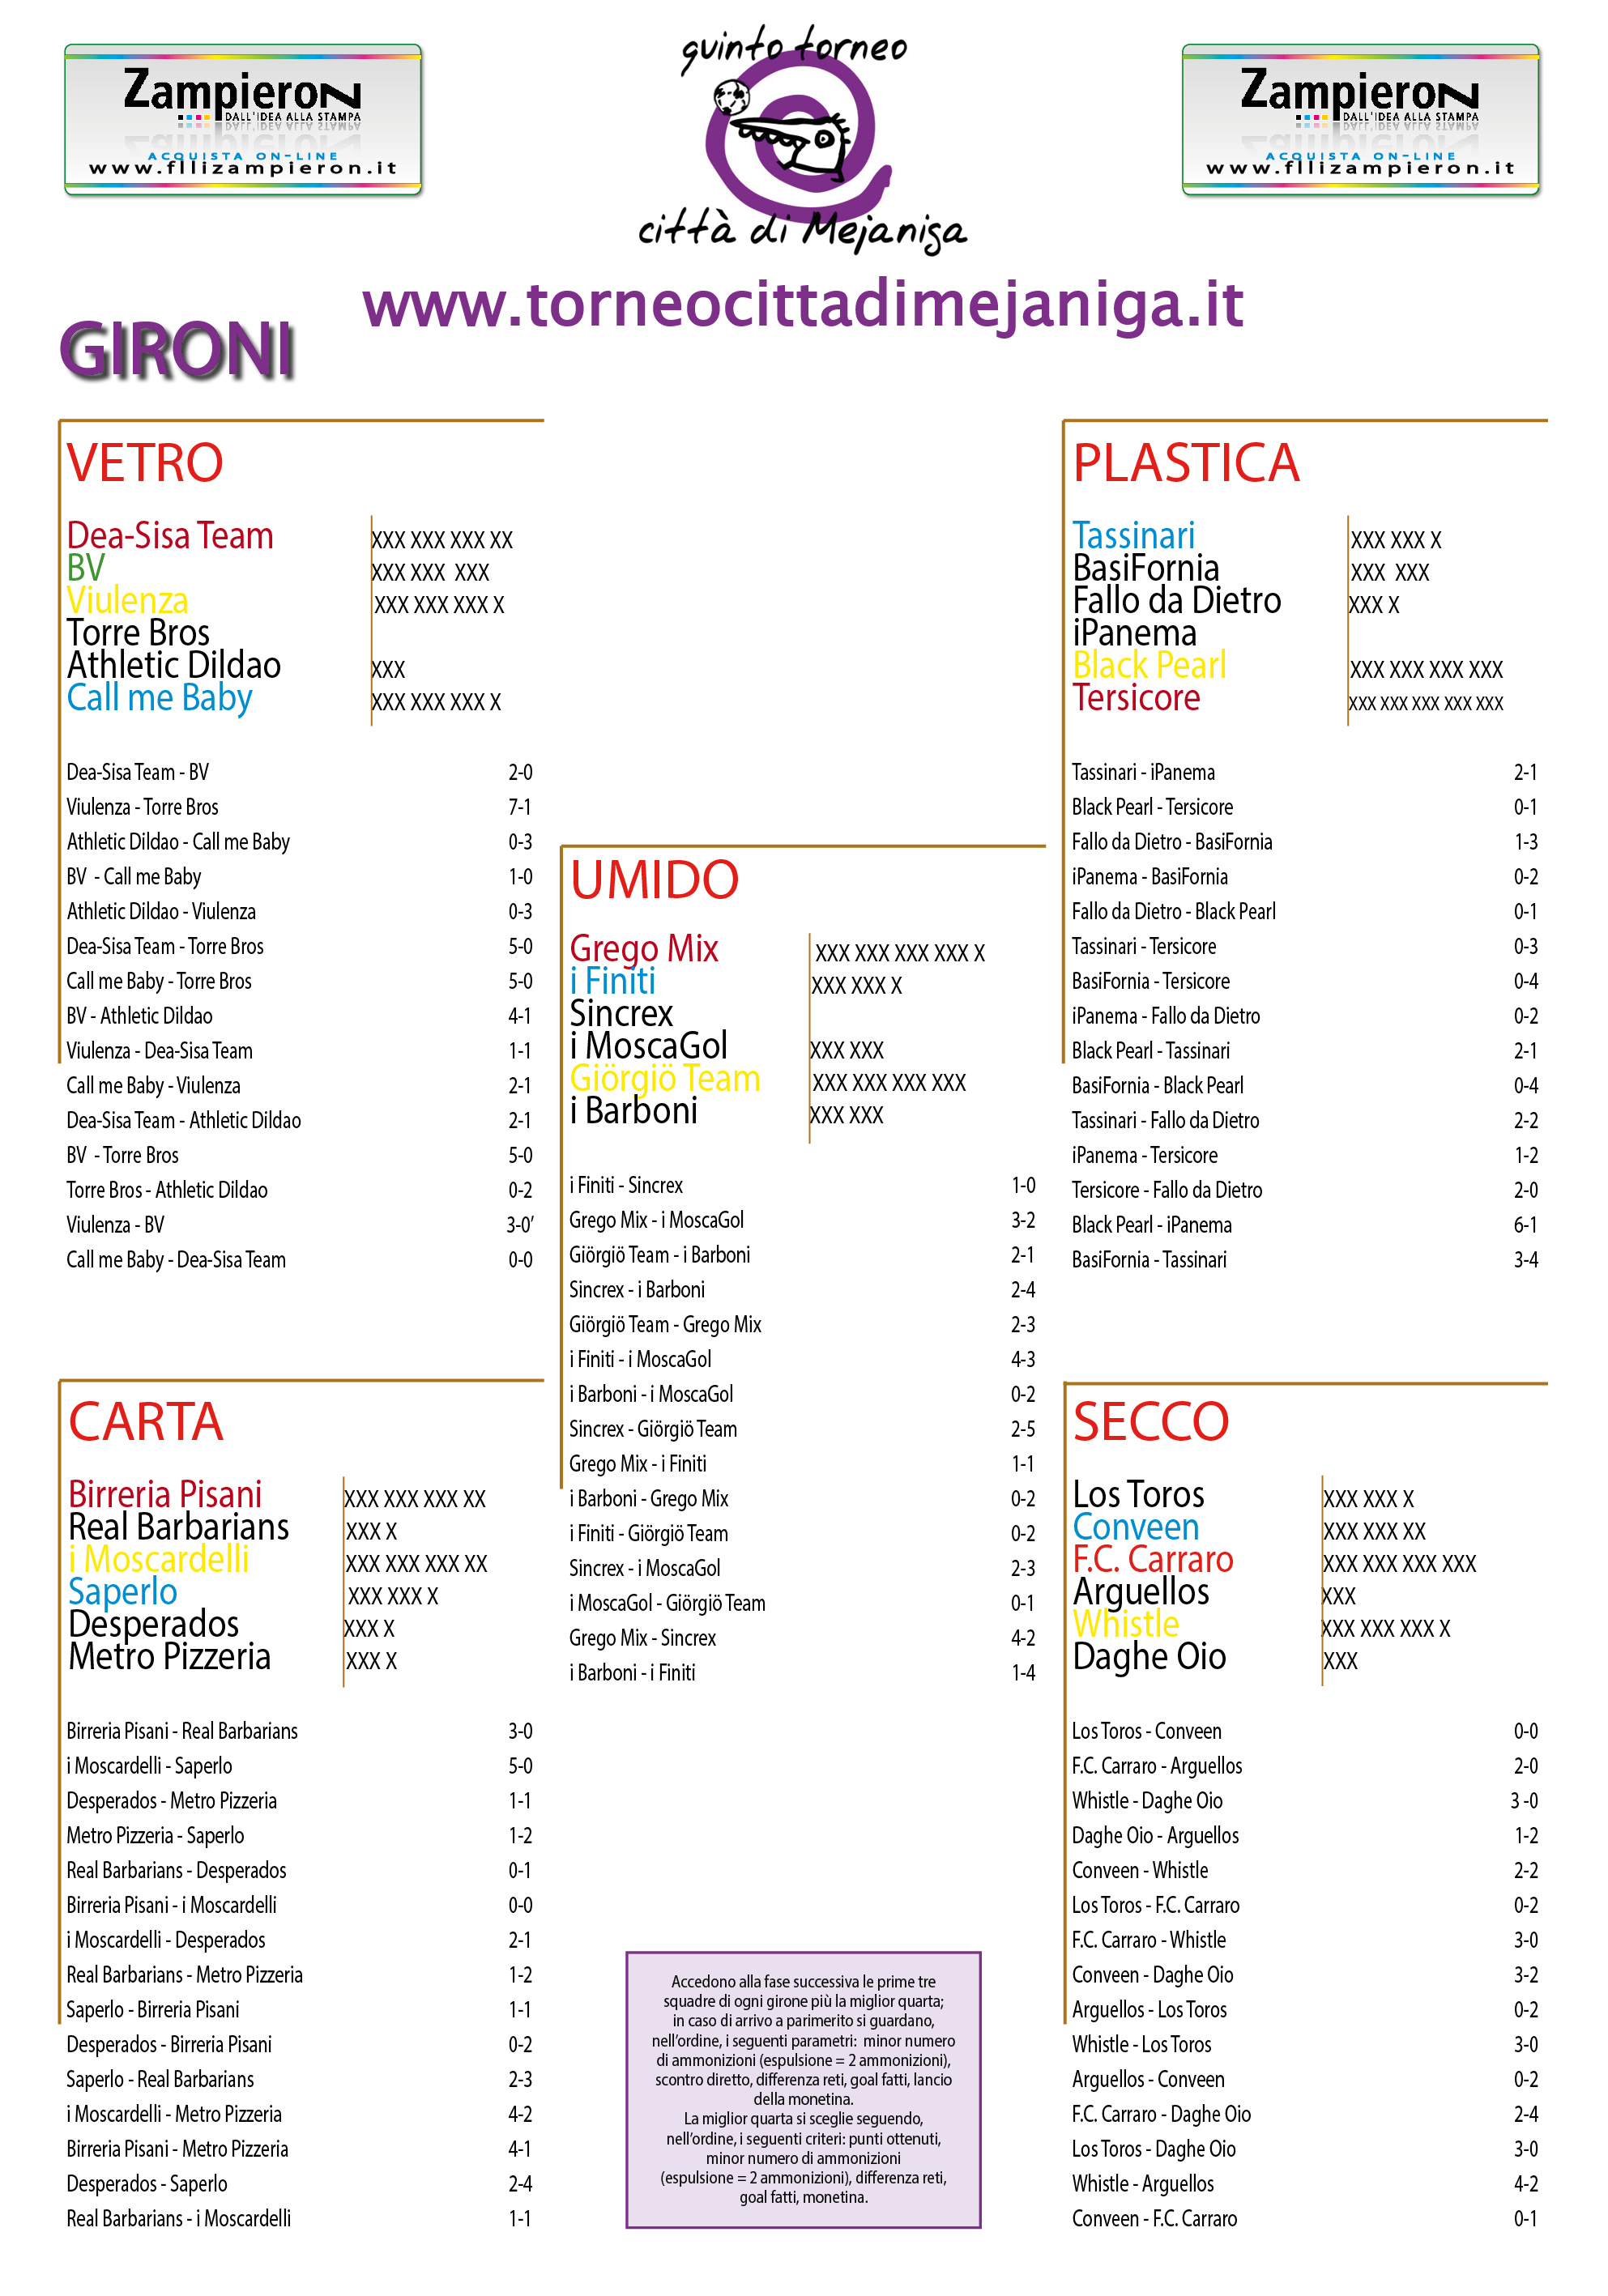 Zampieron
DALL'IDEA ALLA STAMPA
ACQUISTA ON-LINE
www.fllizampieron.it
quinto torneo
città di Mejaniga
Zampieron
DALL'IDEA ALLA STAMPA
ACQUISTA ON-LINE
www.fllizampieron.it
www.torneocittadimejaniga.it
GIRONI
VETRO
Dea-Sisa Team XXX XXX XXX XX
BV XXX XXX XXX
Viulenza XXX XXX XXX X
Torre Bros
Athletic Dildao XXX
Call me Baby XXX XXX XXX X
Dea-Sisa Team - BV 2-0
Viulenza - Torre Bros 7-1
Athletic Dildao - Call me Baby 0-3
BV - Call me Baby 1-0
Athletic Dildao - Viulenza 0-3
Dea-Sisa Team - Torre Bros 5-0
Call me Baby - Torre Bros 5-0
BV - Athletic Dildao 4-1
Viulenza - Dea-Sisa Team 1-1
Call me Baby - Viulenza 2-1
Dea-Sisa Team - Athletic Dildao 2-1
BV - Torre Bros 5-0
Torre Bros - Athletic Dildao 0-2
Viulenza - BV 3-0'
Call me Baby - Dea-Sisa Team 0-0
PLASTICA
Tassinari XXX XXX X
BasiFornia XXX XXX
Fallo da Dietro XXX X
iPanema
Black Pearl XXX XXX XXX XXX
Tersicore XXX XXX XXX XXX XXX
Tassinari - iPanema 2-1
Black Pearl - Tersicore 0-1
Fallo da Dietro - BasiFornia 1-3
iPanema - BasiFornia 0-2
Fallo da Dietro - Black Pearl 0-1
Tassinari - Tersicore 0-3
BasiFornia - Tersicore 0-4
iPanema - Fallo da Dietro 0-2
Black Pearl - Tassinari 2-1
BasiFornia - Black Pearl 0-4
Tassinari - Fallo da Dietro 2-2
iPanema - Tersicore 1-2
Tersicore - Fallo da Dietro 2-0
Black Pearl - iPanema 6-1
BasiFornia - Tassinari 3-4
UMIDO
Grego Mix XXX XXX XXX XXX X
i Finiti XXX XXX X
Sincrex
i MoscaGol XXX XXX
Giörgiö Team XXX XXX XXX XXX
i Barboni XXX XXX
i Finiti - Sincrex 1-0
Grego Mix - i MoscaGol 3-2
Giörgiö Team - i Barboni 2-1
Sincrex - i Barboni 2-4
Giörgiö Team - Grego Mix 2-3
i Finiti - i MoscaGol 4-3
i Barboni - i MoscaGol 0-2
Sincrex - Giörgiö Team 2-5
Grego Mix - i Finiti 1-1
i Barboni - Grego Mix 0-2
i Finiti - Giörgiö Team 0-2
Sincrex - i MoscaGol 2-3
i MoscaGol - Giörgiö Team 0-1
Grego Mix - Sincrex 4-2
i Barboni - i Finiti 1-4
CARTA
Birreria Pisani XXX XXX XXX XX
Real Barbarians XXX X
i Moscardelli XXX XXX XXX XX
Saperlo XXX XXX X
Desperados XXX X
Metro Pizzeria XXX X
Birreria Pisani - Real Barbarians 3-0
i Moscardelli - Saperlo 5-0
Desperados - Metro Pizzeria 1-1
Metro Pizzeria - Saperlo 1-2
Real Barbarians - Desperados 0-1
Birreria Pisani - i Moscardelli 0-0
i Moscardelli - Desperados 2-1
Real Barbarians - Metro Pizzeria 1-2
Saperlo - Birreria Pisani 1-1
Desperados - Birreria Pisani 0-2
Saperlo - Real Barbarians 2-3
i Moscardelli - Metro Pizzeria 4-2
Birreria Pisani - Metro Pizzeria 4-1
Desperados - Saperlo 2-4
Real Barbarians - i Moscardelli 1-1
SECCO
Los Toros XXX XXX X
Conveen XXX XXX XX
F.C. Carraro XXX XXX XXX XXX
Arguellos XXX
Whistle XXX XXX XXX X
Daghe Oio XXX
Los Toros - Conveen 0-0
F.C. Carraro - Arguellos 2-0
Whistle - Daghe Oio 3 -0
Daghe Oio - Arguellos 1-2
Conveen - Whistle 2-2
Los Toros - F.C. Carraro 0-2
F.C. Carraro - Whistle 3-0
Conveen - Daghe Oio 3-2
Arguellos - Los Toros 0-2
Whistle - Los Toros 3-0
Arguellos - Conveen 0-2
F.C. Carraro - Daghe Oio 2-4
Los Toros - Daghe Oio 3-0
Whistle - Arguellos 4-2
Conveen - F.C. Carraro 0-1
Accedono alla fase successiva le prime tre
squadre di ogni girone più la miglior quarta;
in caso di arrivo a parimerito si guardano,
nell'ordine, i seguenti parametri: minor numero
di ammonizioni (espulsione = 2 ammonizioni),
scontro diretto, differenza reti, goal fatti, lancio
della monetina.
La miglior quarta si sceglie seguendo,
nell'ordine, i seguenti criteri: punti ottenuti,
minor numero di ammonizioni
(espulsione = 2 ammonizioni), differenza reti,
goal fatti, monetina.